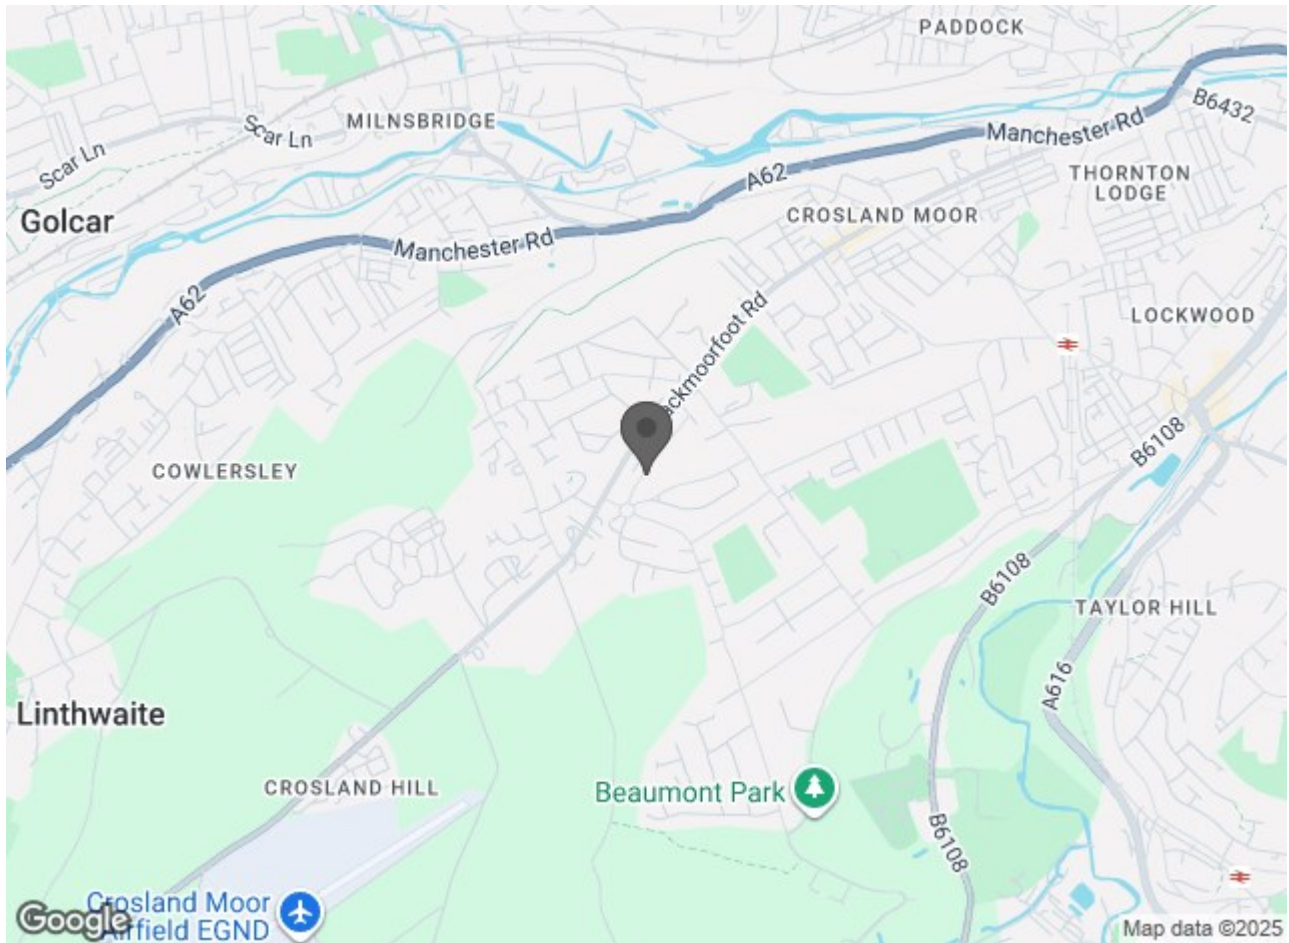 PADDOCK
B6432
Manchester Rd
MILNSBRIDGE
Scar Ln
Scar Ln
THORNTON
LODGE
A62
CROSLAND MOOR
Golcar
Manchester Rd
A62
LOCKWOOD
ackmoorfoot Rd
B6108
COWLERSLEY
B6108
TAYLOR HILL
A616
Linthwaite
CROSLAND HILL
Beaumont Park
B6108
Crosland Moor
Airfield EGND
Google
Map data ©2025